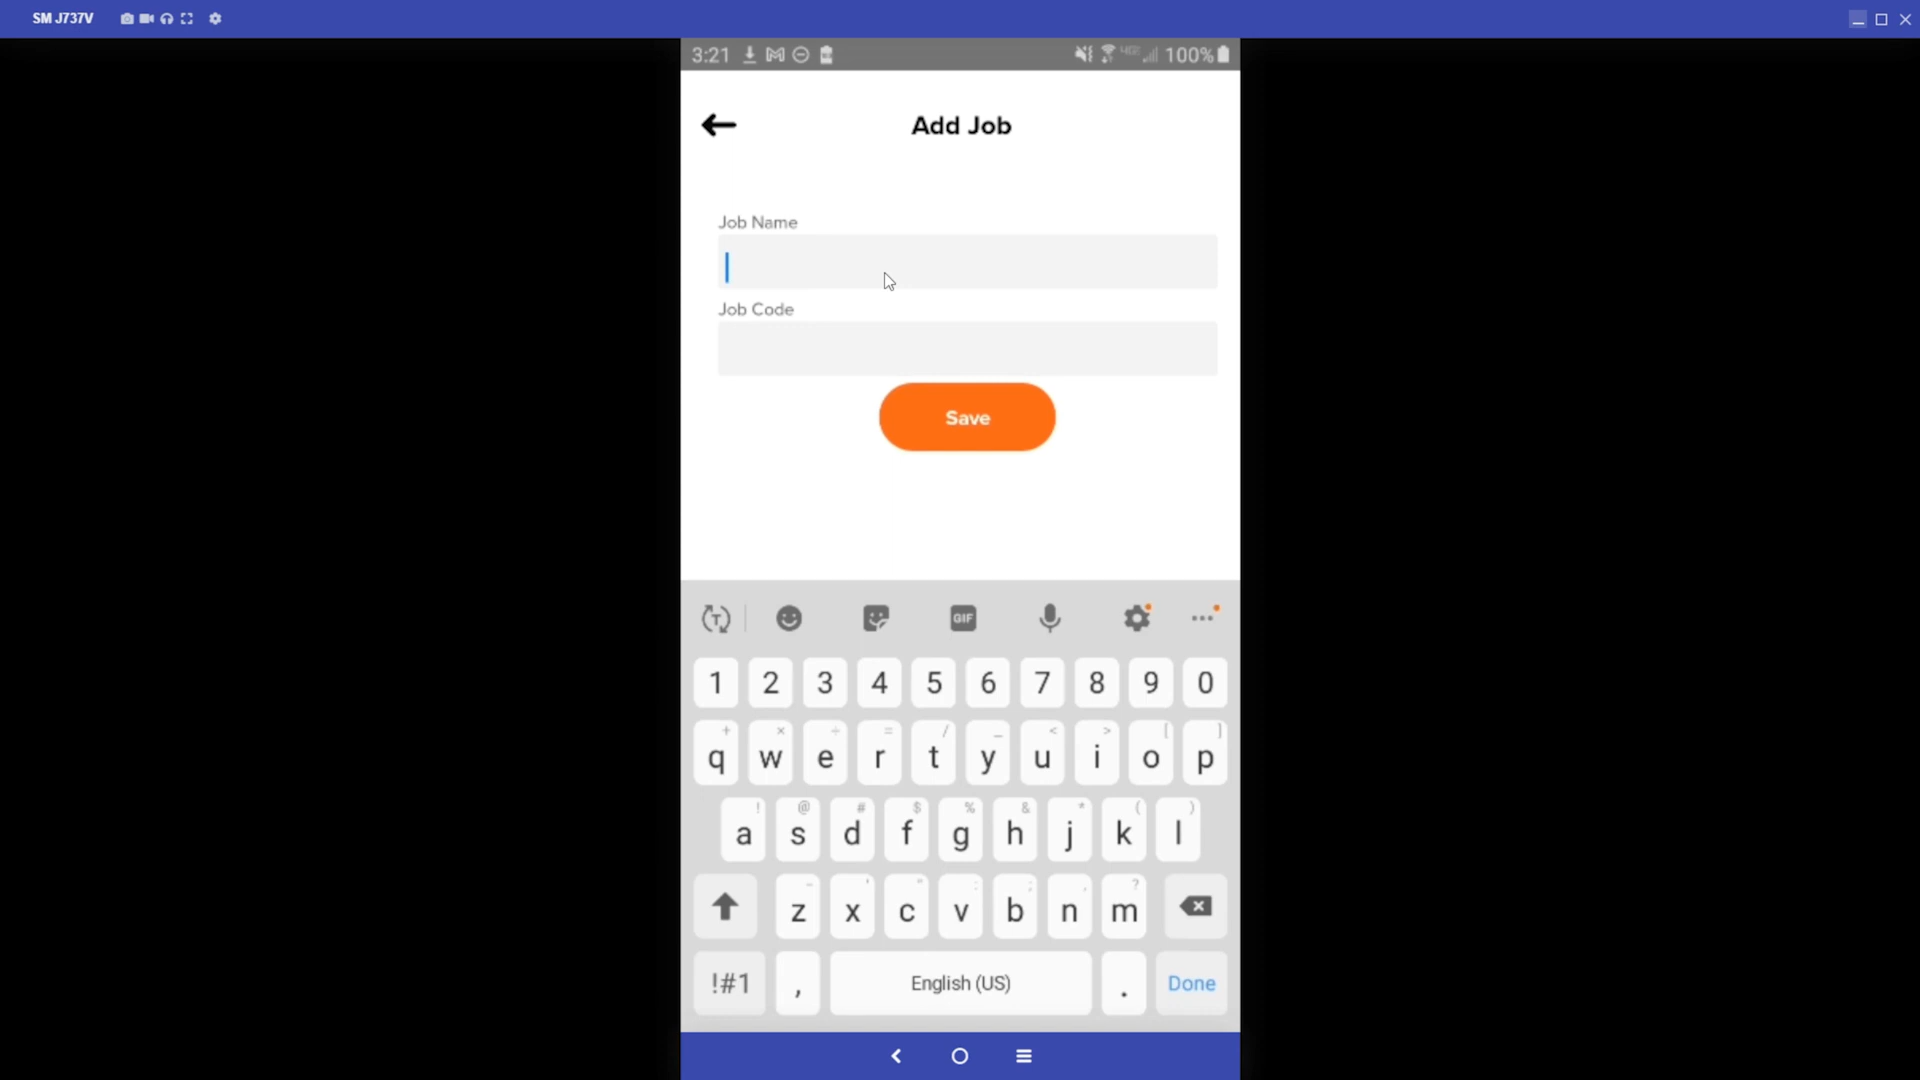 SM J737V
3:21 100%
Add Job
Job Name
Job Code
Save
GIF
1 2 3 4 5 6 7 8 9 0
+ × ÷ = / _ < > [ ]
q w e r t y u i o p
! @ # $ % & * ( )
a s d f g h j k l
- ' " : ; , ?
z x c v b n m
!#1 , English (US) . Done